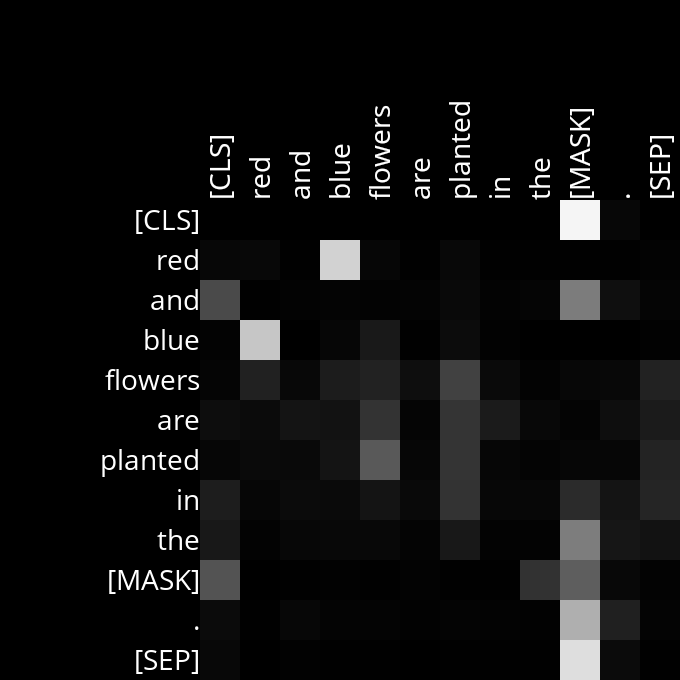 [CLS] red and blue flowers are planted in the [MASK] . [SEP]
[CLS]
red
and
blue
flowers
are
planted
in
the
[MASK]
.
[SEP]